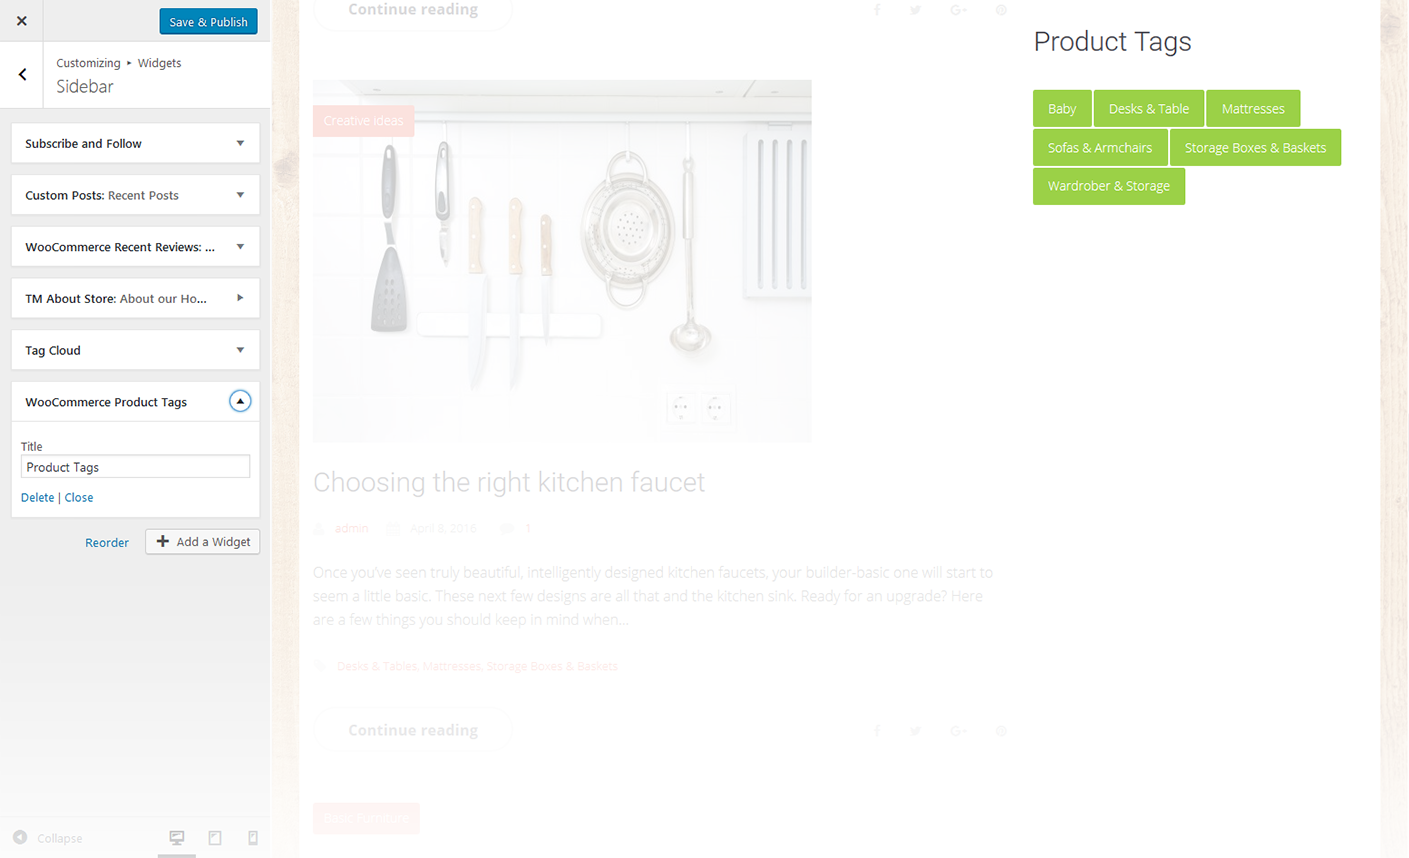 Save & Publish
Customizing ▸ Widgets
Sidebar
Subscribe and Follow
Custom Posts: Recent Posts
WooCommerce Recent Reviews: ...
TM About Store: About our Ho...
Tag Cloud
WooCommerce Product Tags
Title
Product Tags
Delete | Close
Reorder
Add a Widget
Collapse
Continue reading
Creative ideas
Choosing the right kitchen faucet
admin April 8, 2016 1
Once you've seen truly beautiful, intelligently designed kitchen faucets, your builder-basic one will start to
seem a little basic. These next few designs are all that and the kitchen sink. Ready for an upgrade? Here
are a few things you should keep in mind when...
Desks & Tables, Mattresses, Storage Boxes & Baskets
Continue reading
Basic Furniture
Product Tags
Baby Desks & Table Mattresses
Sofas & Armchairs Storage Boxes & Baskets
Wardrober & Storage